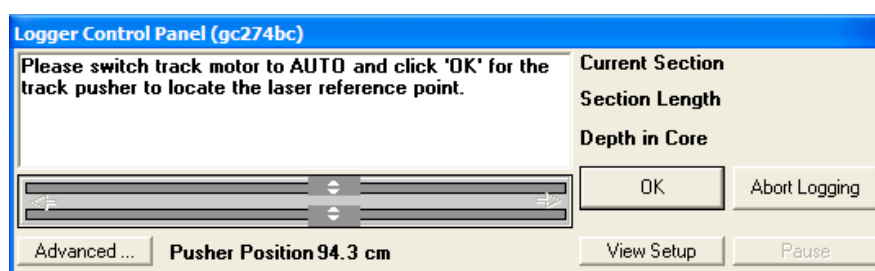 Logger Control Panel (gc274bc)
Please switch track motor to AUTO and click 'OK' for the
track pusher to locate the laser reference point.
Current Section
Section Length
Depth in Core
OK
Abort Logging
Advanced ...
Pusher Position 94.3 cm
View Setup
Pause